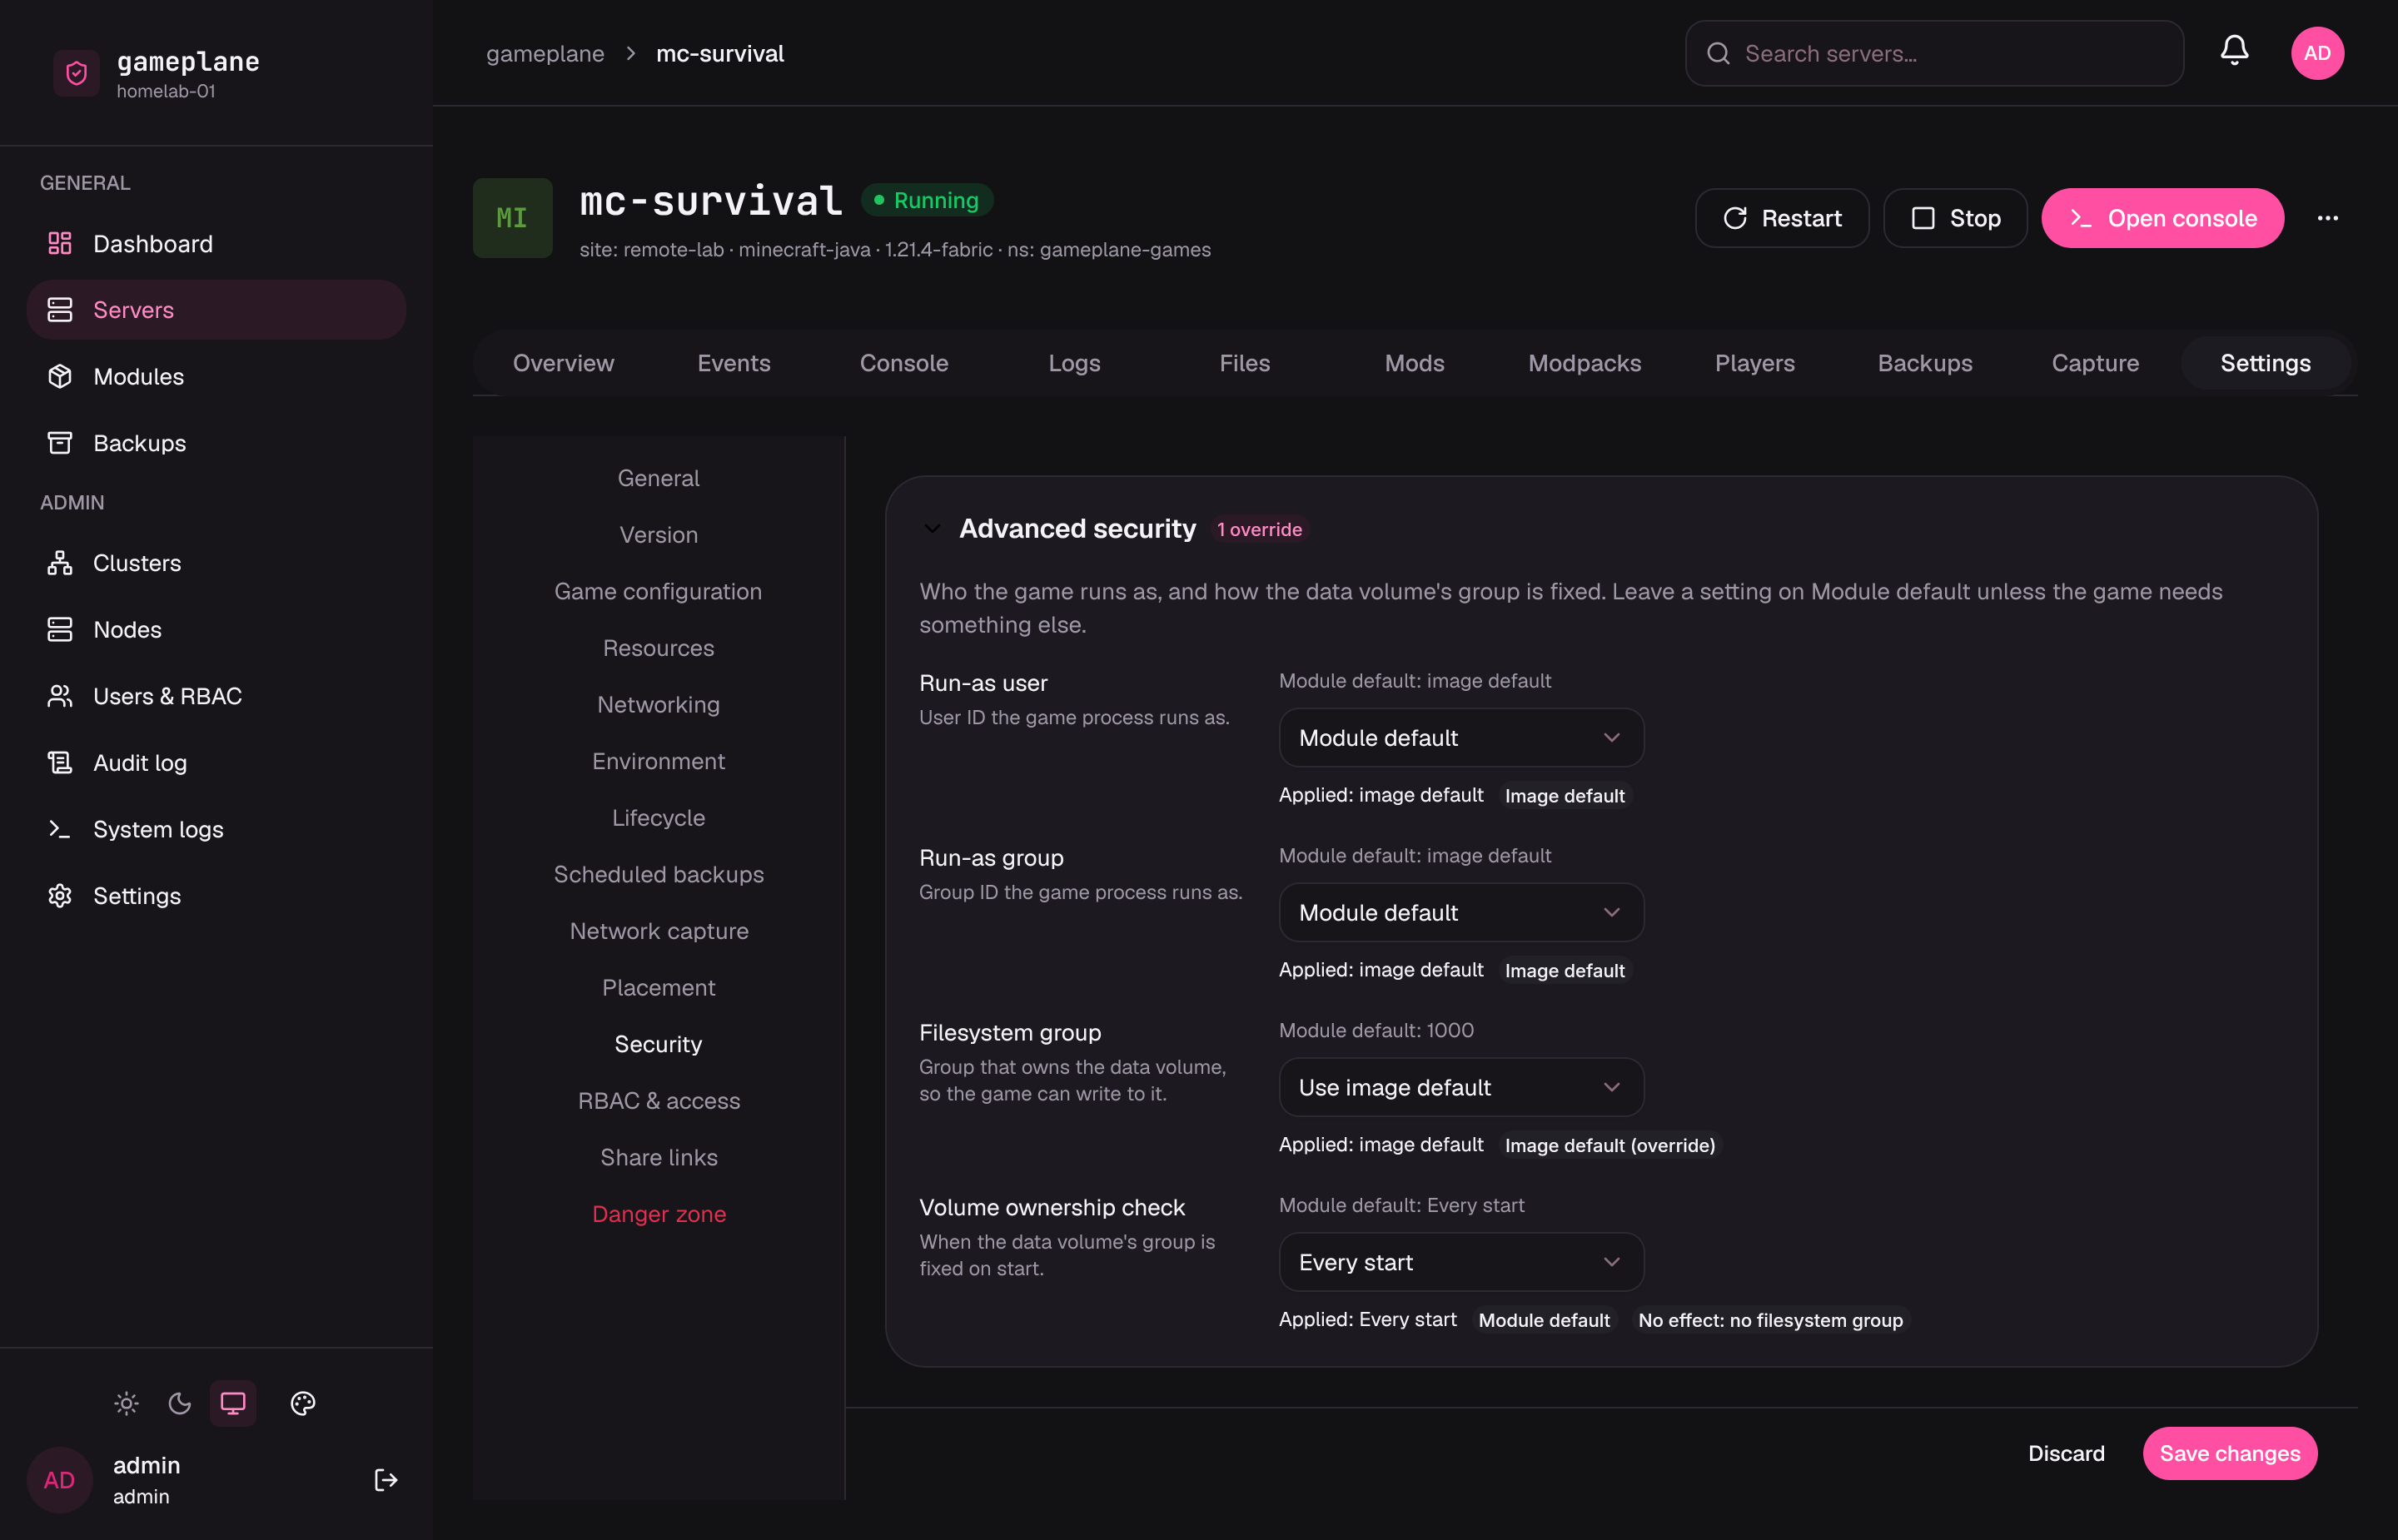 gameplane
homelab-01
GENERAL
Dashboard
Servers
Modules
Backups
ADMIN
Clusters
Nodes
Users & RBAC
Audit log
System logs
Settings
AD
admin
admin
gameplane > mc-survival
Search servers...
AD
MI
mc-survival
Running
site: remote-lab · minecraft-java · 1.21.4-fabric · ns: gameplane-games
Restart
Stop
Open console
Overview
Events
Console
Logs
Files
Mods
Modpacks
Players
Backups
Capture
Settings
General
Version
Game configuration
Resources
Networking
Environment
Lifecycle
Scheduled backups
Network capture
Placement
Security
RBAC & access
Share links
Danger zone
Advanced security 1 override
Who the game runs as, and how the data volume's group is fixed. Leave a setting on Module default unless the game needs
something else.
Run-as user
User ID the game process runs as.
Module default: image default
Module default
Applied: image default Image default
Run-as group
Group ID the game process runs as.
Module default: image default
Module default
Applied: image default Image default
Filesystem group
Group that owns the data volume,
so the game can write to it.
Module default: 1000
Use image default
Applied: image default Image default (override)
Volume ownership check
When the data volume's group is
fixed on start.
Module default: Every start
Every start
Applied: Every start Module default No effect: no filesystem group
Discard
Save changes